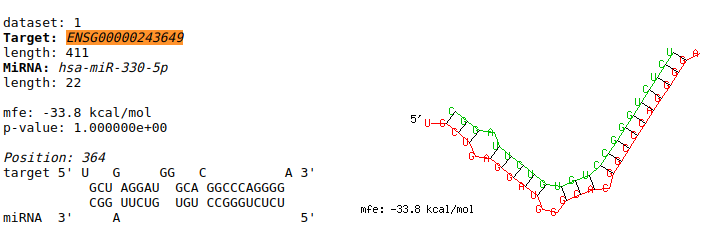 dataset: 1
Target: ENSG00000243649
length: 411
MiRNA: hsa-miR-330-5p
length: 22
mfe: -33.8 kcal/mol
p-value: 1.000000e+00
Position: 364
target 5' U   G     GG   C          A 3'
           GCU AGGAU  GCA GGCCCAGGGG
           CGG UUCUG  UGU CCGGGUCUCU
miRNA  3'     A                       5'
5'
C G G A U U C U G U G U C C G G G U C U C U
U G C U G A G G A U G G G C A C G G C C C A G G G G A
mfe: -33.8 kcal/mol